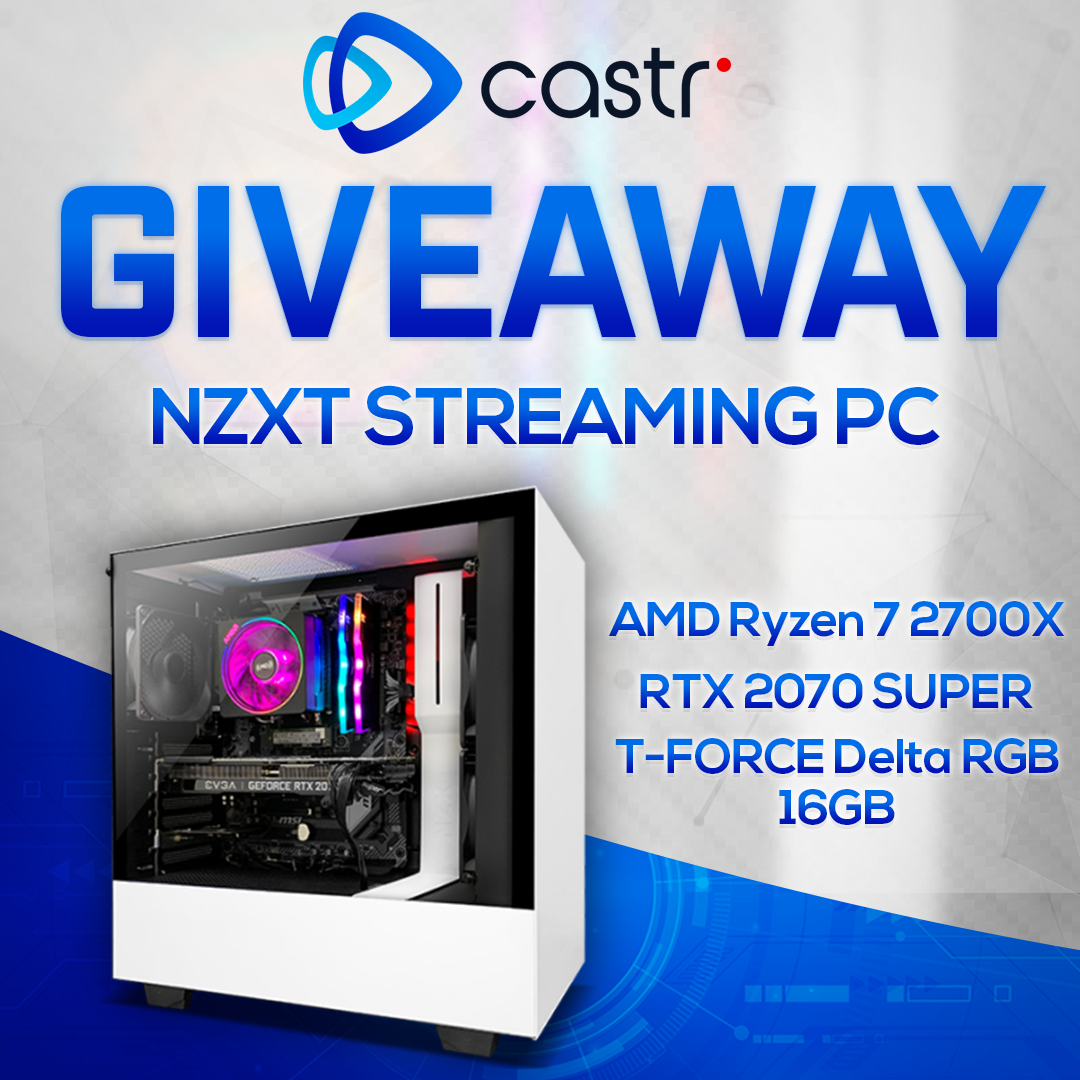 castr
GIVEAWAY
NZXT STREAMING PC
AMD Ryzen 7 2700X
RTX 2070 SUPER
T-FORCE Delta RGB
16GB
EVGA GEFORCE RTX 20
msi